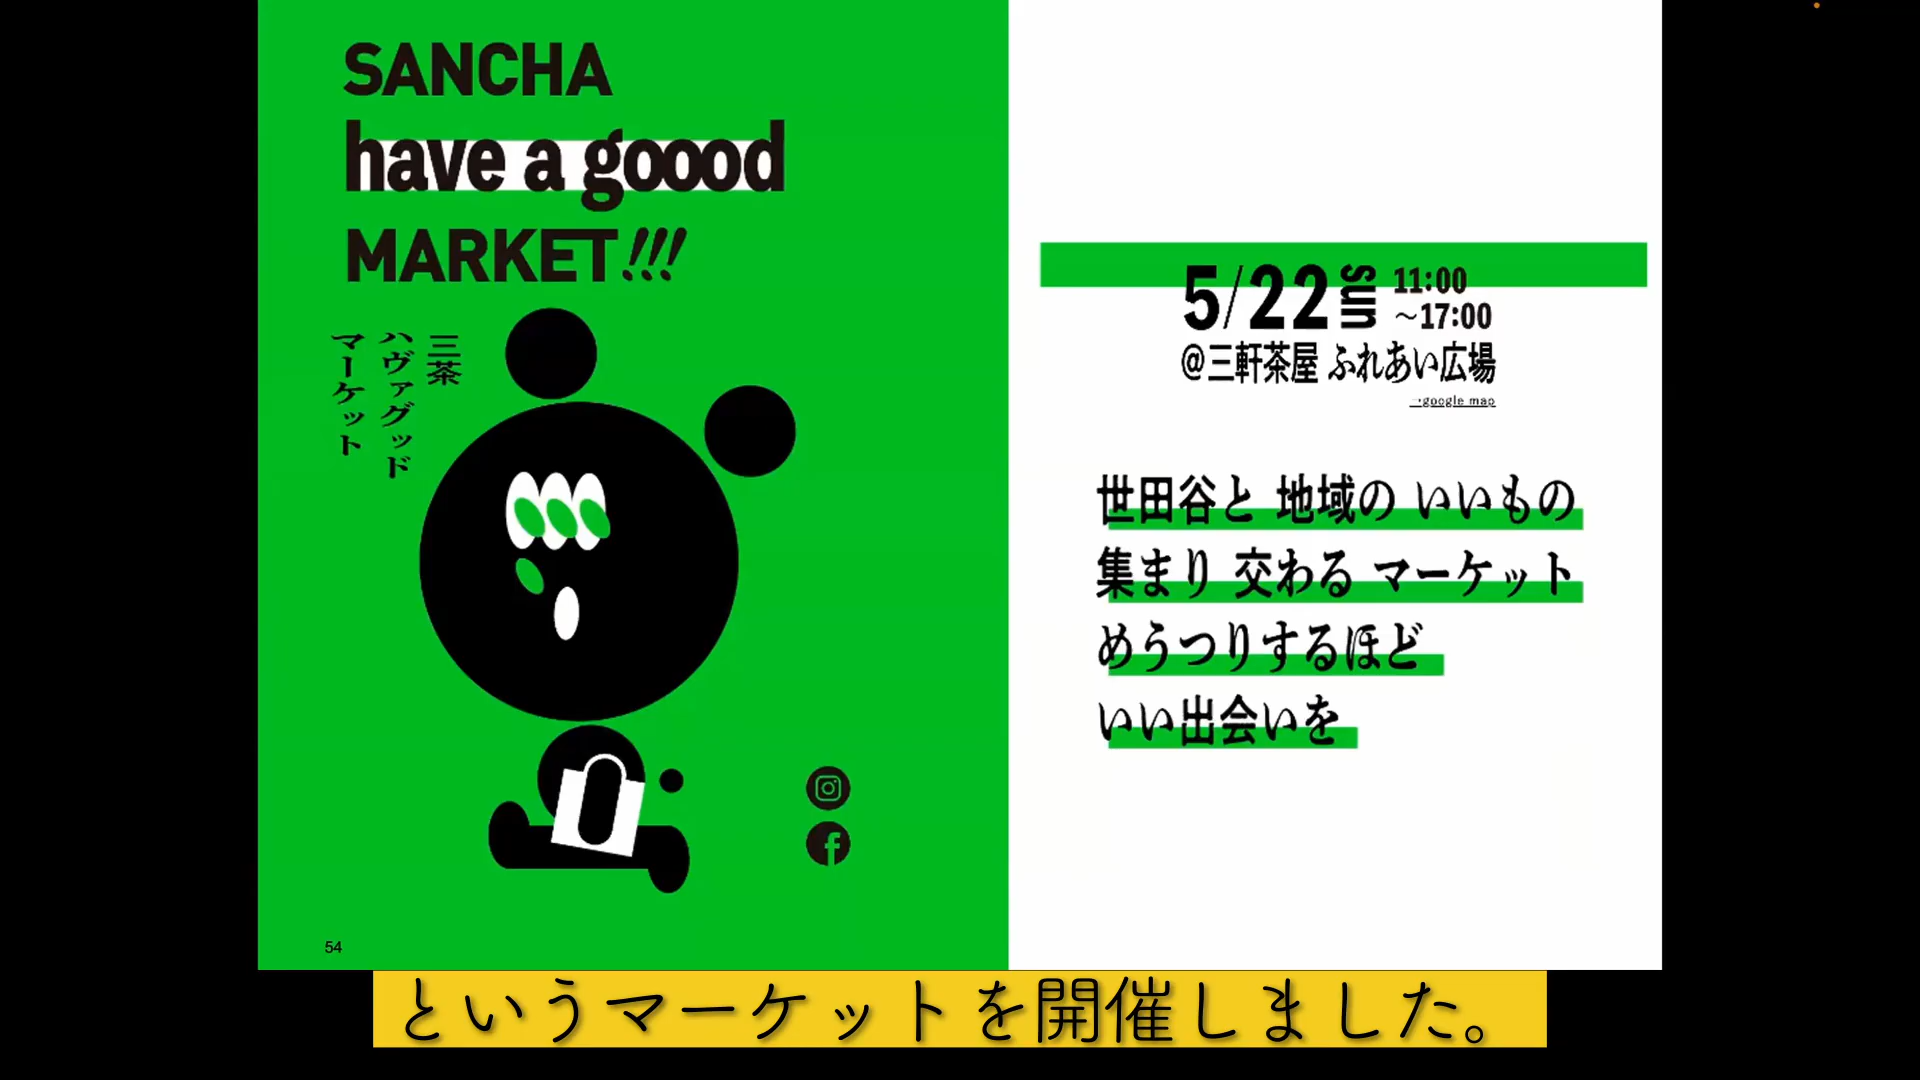 SANCHA
have a goood
MARKET!!!
三茶
ハヴァグッド
マーケット
54
5/22 sun 11:00
〜17:00
@三軒茶屋 ふれあい広場
→google map
世田谷と 地域の いいもの
集まり 交わる マーケット
めうつりするほど
いい出会いを
というマーケットを開催しました。